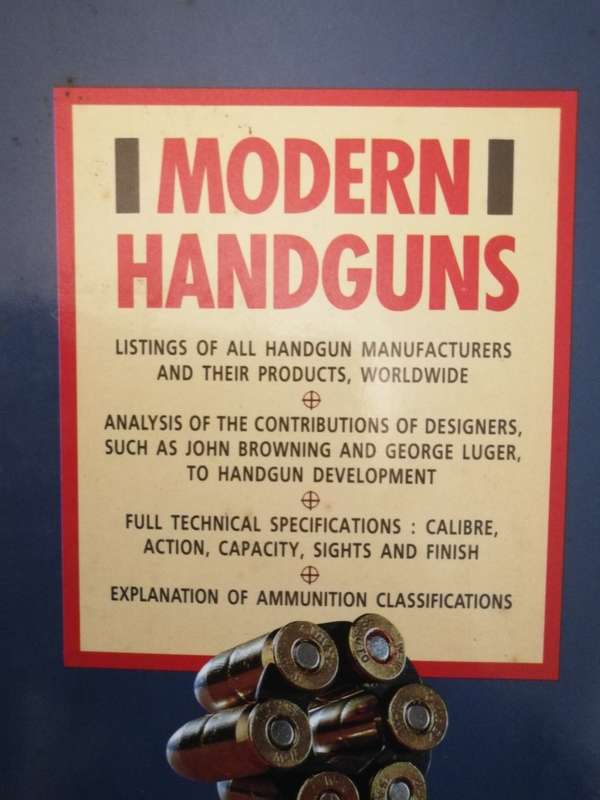 MODERN
HANDGUNS
LISTINGS OF ALL HANDGUN MANUFACTURERS
AND THEIR PRODUCTS, WORLDWIDE
ANALYSIS OF THE CONTRIBUTIONS OF DESIGNERS,
SUCH AS JOHN BROWNING AND GEORGE LUGER,
TO HANDGUN DEVELOPMENT
FULL TECHNICAL SPECIFICATIONS : CALIBRE,
ACTION, CAPACITY, SIGHTS AND FINISH
EXPLANATION OF AMMUNITION CLASSIFICATIONS